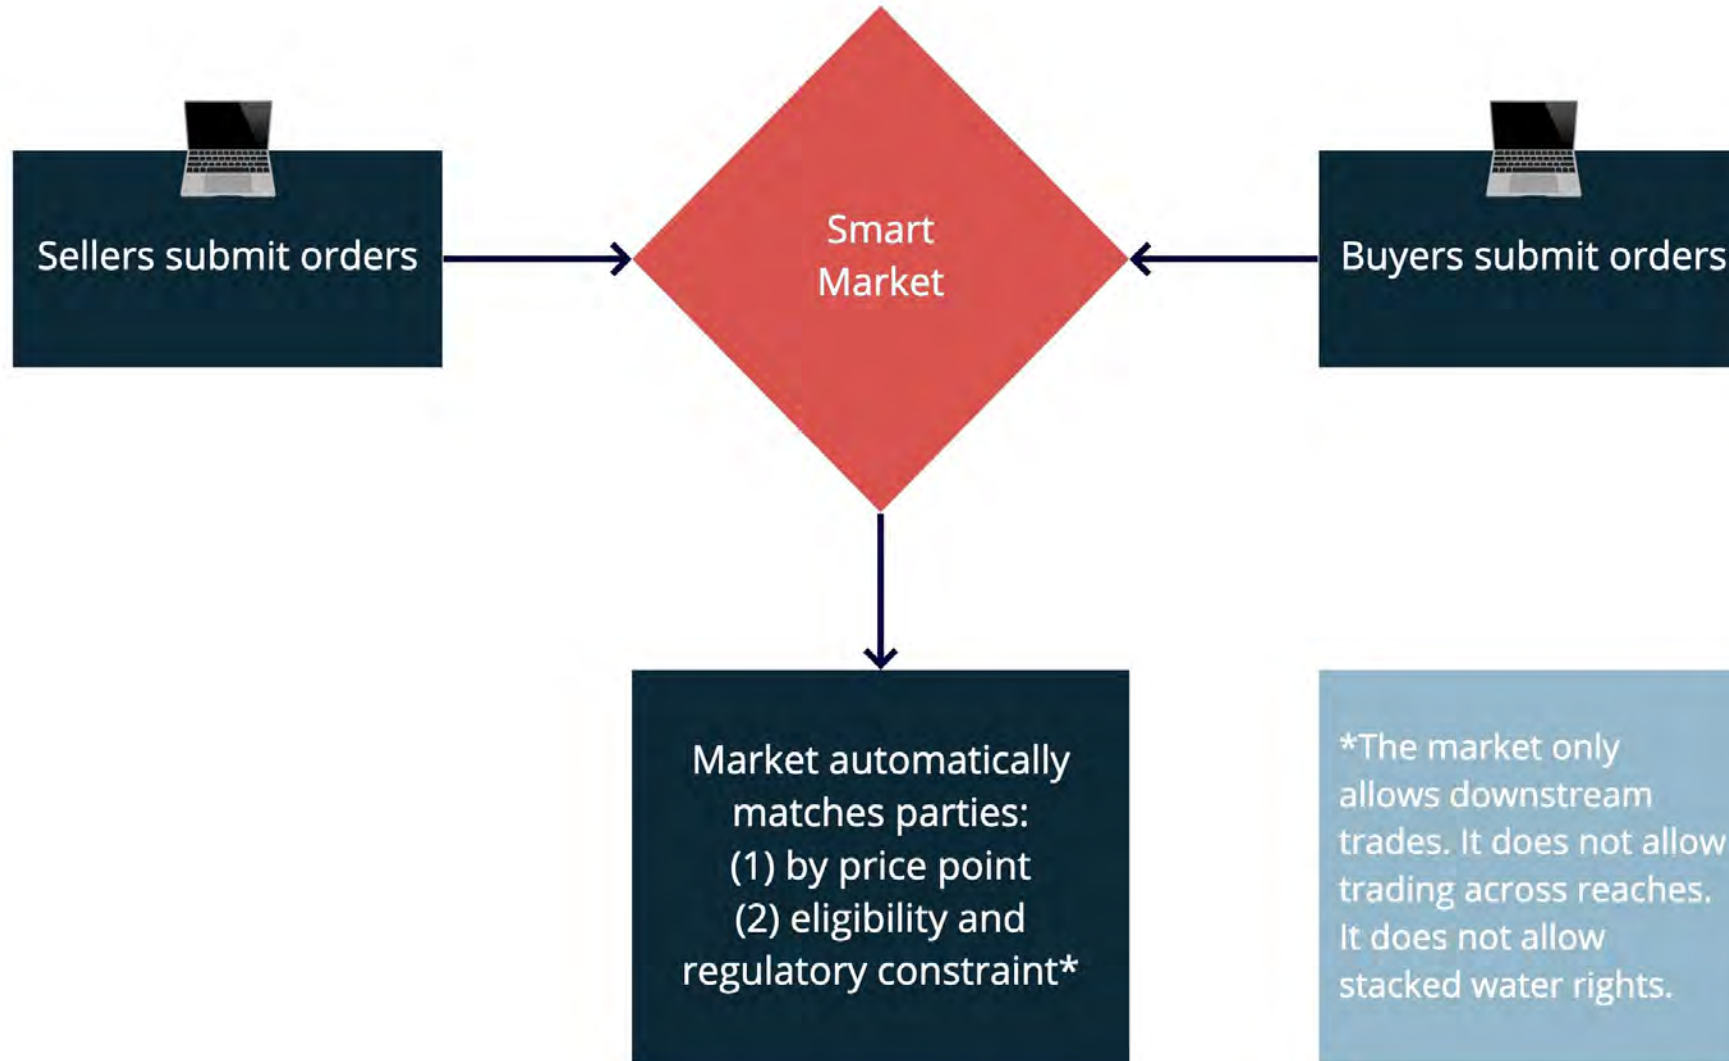 Smart
Market
Sellers submit orders
Buyers submit orders
Market automatically
matches parties:
(1) by price point
(2) eligibility and
regulatory constraint*
*The market only
allows downstream
trades. It does not allow
trading across reaches.
It does not allow
stacked water rights.